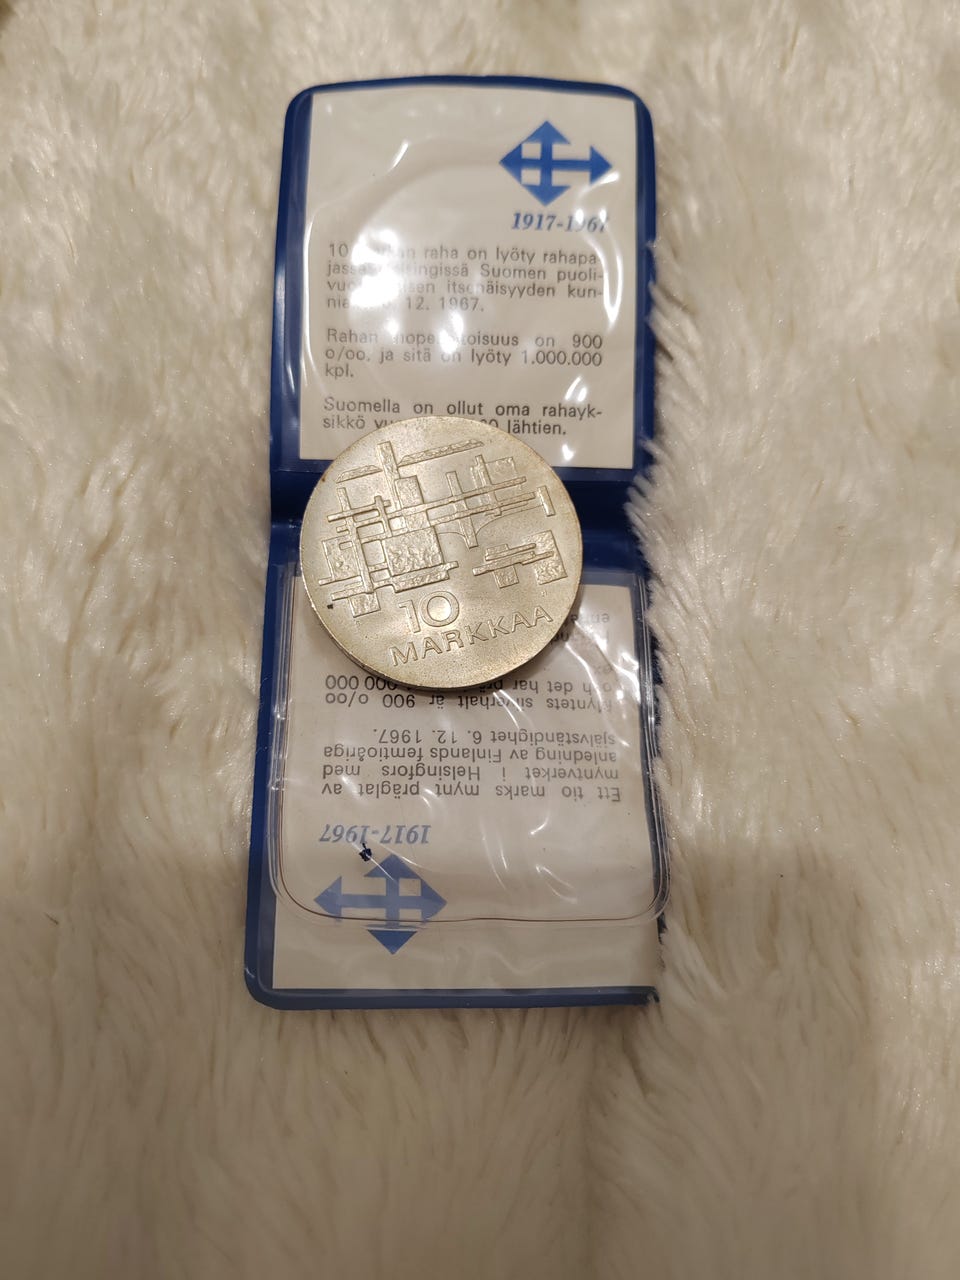 1917-1967
10 raha on lyöty rahapa-
Suomen puoli-
itsenäisyyden kun-
12. 1967.
Rahan on 900
o/oo, ja sitä on lyöty 1.000.000
kpl.
Suomella on ollut oma rahayk-
sikkö lähtien.
10
MARKKAA
1917-1967
Ett tio marks mynt präglat av
myntverket i Helsingfors med
anledning av Finlands femtioåriga
självständighet 6. 12. 1967.
Myntets silverhalt är 900 o/oo
och det har 000 000